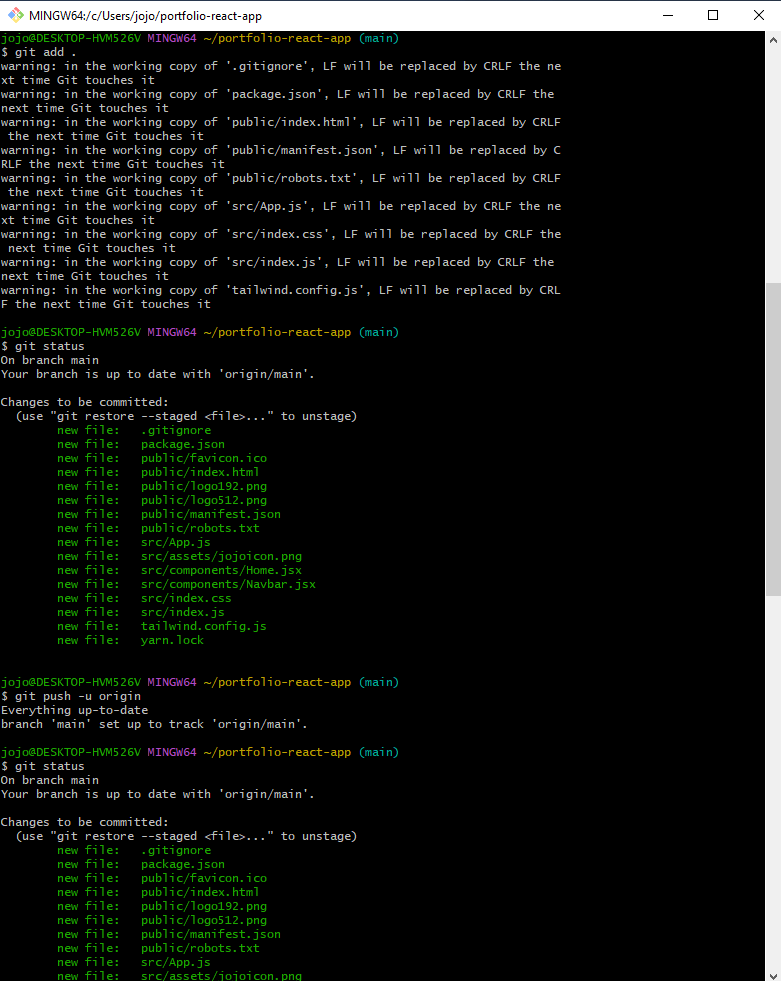 MINGW64:/c/Users/jojo/portfolio-react-app
jojo@DESKTOP-HVM526V MINGW64 ~/portfolio-react-app (main)
$ git add .
warning: in the working copy of '.gitignore', LF will be replaced by CRLF the ne
xt time Git touches it
warning: in the working copy of 'package.json', LF will be replaced by CRLF the
next time Git touches it
warning: in the working copy of 'public/index.html', LF will be replaced by CRLF
 the next time Git touches it
warning: in the working copy of 'public/manifest.json', LF will be replaced by C
RLF the next time Git touches it
warning: in the working copy of 'public/robots.txt', LF will be replaced by CRLF
 the next time Git touches it
warning: in the working copy of 'src/App.js', LF will be replaced by CRLF the ne
xt time Git touches it
warning: in the working copy of 'src/index.css', LF will be replaced by CRLF the
 next time Git touches it
warning: in the working copy of 'src/index.js', LF will be replaced by CRLF the
next time Git touches it
warning: in the working copy of 'tailwind.config.js', LF will be replaced by CRL
F the next time Git touches it
jojo@DESKTOP-HVM526V MINGW64 ~/portfolio-react-app (main)
$ git status
On branch main
Your branch is up to date with 'origin/main'.
Changes to be committed:
  (use "git restore --staged <file>..." to unstage)
        new file:   .gitignore
        new file:   package.json
        new file:   public/favicon.ico
        new file:   public/index.html
        new file:   public/logo192.png
        new file:   public/logo512.png
        new file:   public/manifest.json
        new file:   public/robots.txt
        new file:   src/App.js
        new file:   src/assets/jojoicon.png
        new file:   src/components/Home.jsx
        new file:   src/components/Navbar.jsx
        new file:   src/index.css
        new file:   src/index.js
        new file:   tailwind.config.js
        new file:   yarn.lock
jojo@DESKTOP-HVM526V MINGW64 ~/portfolio-react-app (main)
$ git push -u origin
Everything up-to-date
branch 'main' set up to track 'origin/main'.
jojo@DESKTOP-HVM526V MINGW64 ~/portfolio-react-app (main)
$ git status
On branch main
Your branch is up to date with 'origin/main'.
Changes to be committed:
  (use "git restore --staged <file>..." to unstage)
        new file:   .gitignore
        new file:   package.json
        new file:   public/favicon.ico
        new file:   public/index.html
        new file:   public/logo192.png
        new file:   public/logo512.png
        new file:   public/manifest.json
        new file:   public/robots.txt
        new file:   src/App.js
        new file:   src/assets/jojoicon.png